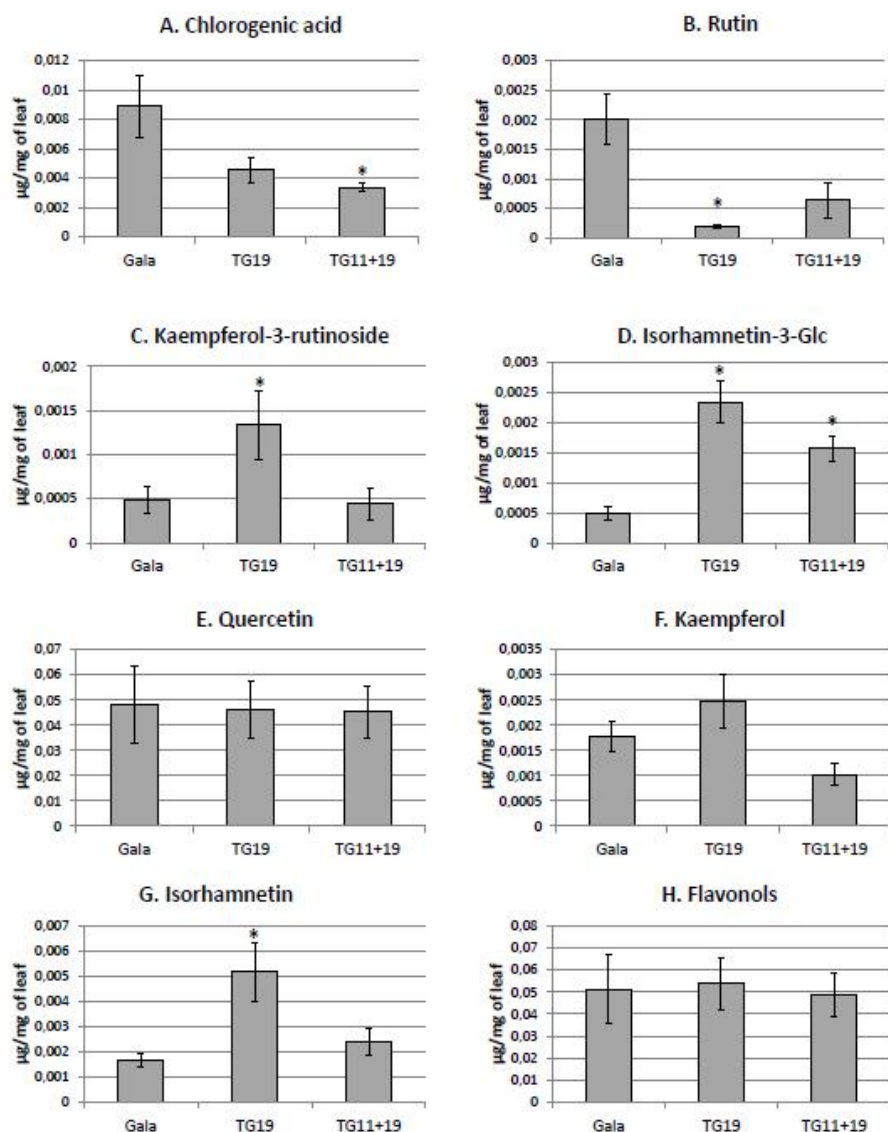 A. Chlorogenic acid
µg/mg of leaf
0,012
0,01
0,008
0,006
0,004
0,002
0
*
Gala TG19 TG11+19
B. Rutin
µg/mg of leaf
0,003
0,0025
0,002
0,0015
0,001
0,0005
0
*
Gala TG19 TG11+19
C. Kaempferol-3-rutinoside
µg/mg of leaf
0,002
0,0015
0,001
0,0005
0
*
Gala TG19 TG11+19
D. Isorhamnetin-3-Glc
µg/mg of leaf
0,003
0,0025
0,002
0,0015
0,001
0,0005
0
* *
Gala TG19 TG11+19
E. Quercetin
µg/mg of leaf
0,07
0,06
0,05
0,04
0,03
0,02
0,01
0
Gala TG19 TG11+19
F. Kaempferol
µg/mg of leaf
0,0035
0,003
0,0025
0,002
0,0015
0,001
0,0005
0
Gala TG19 TG11+19
G. Isorhamnetin
µg/mg of leaf
0,007
0,006
0,005
0,004
0,003
0,002
0,001
0
*
Gala TG19 TG11+19
H. Flavonols
µg/mg of leaf
0,08
0,07
0,06
0,05
0,04
0,03
0,02
0,01
0
Gala TG19 TG11+19